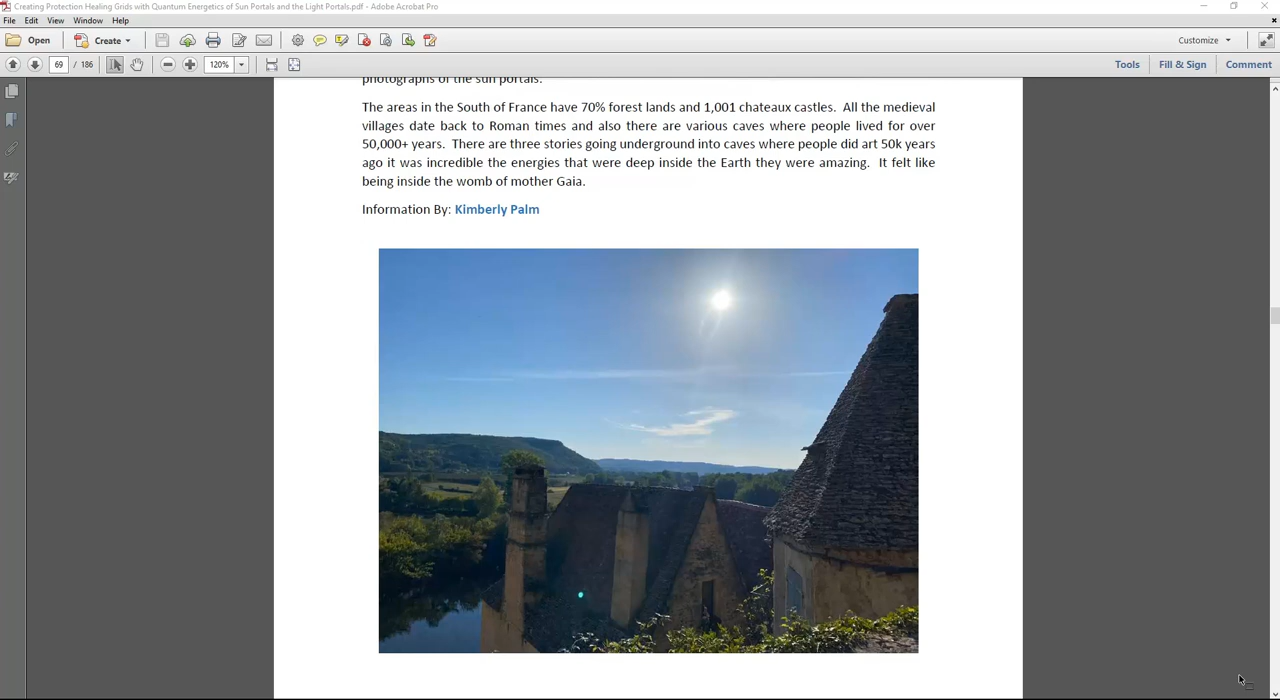 Creating Protection Healing Grids with Quantum Energetics of Sun Portals and the Light Portals.pdf - Adobe Acrobat Pro
File Edit View Window Help
Open Create Customize
69 / 186 120% Tools Fill & Sign Comment
photographs of the sun portals.
The areas in the South of France have 70% forest lands and 1,001 chateaux castles. All the medieval
villages date back to Roman times and also there are various caves where people lived for over
50,000+ years. There are three stories going underground into caves where people did art 50k years
ago it was incredible the energies that were deep inside the Earth they were amazing. It felt like
being inside the womb of mother Gaia.
Information By: Kimberly Palm